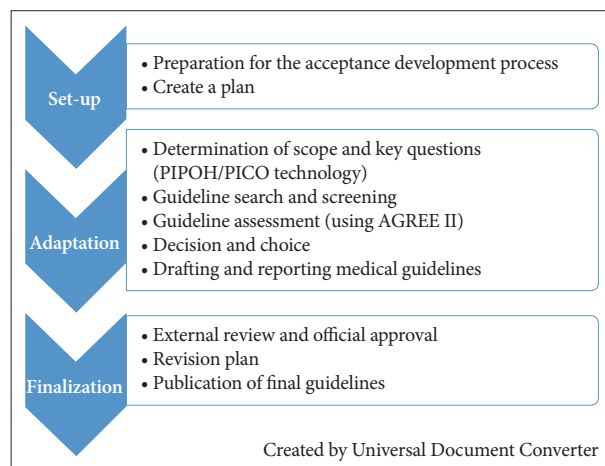 Set-up
• Preparation for the acceptance development process
• Create a plan
Adaptation
• Determination of scope and key questions
(PIPOH/PICO technology)
• Guideline search and screening
• Guideline assessment (using AGREE II)
• Decision and choice
• Drafting and reporting medical guidelines
Finalization
• External review and official approval
• Revision plan
• Publication of final guidelines
Created by Universal Document Converter